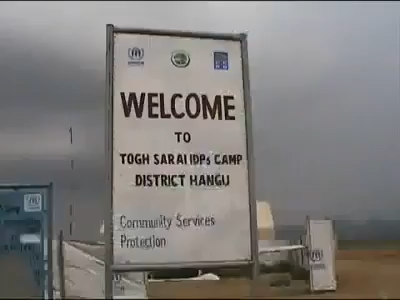 WELCOME
TO
TOGH SARAI IDPs CAMP
DISTRICT HANGU
Community Services
Protection